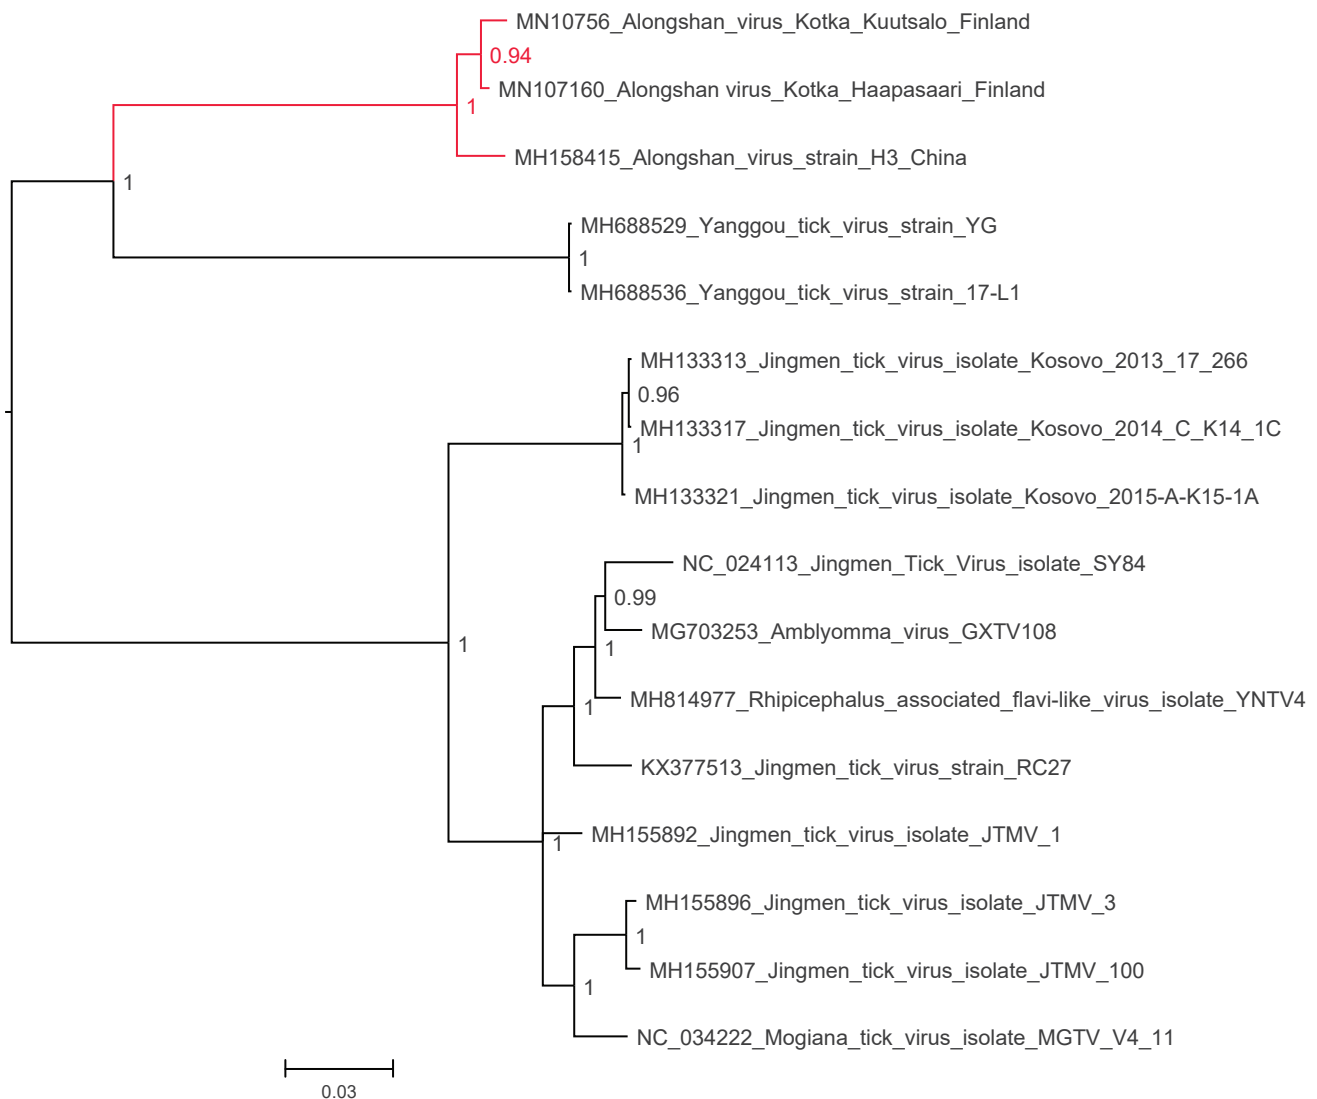 MN10756_Alongshan_virus_Kotka_Kuutsalo_Finland
0.94
MN107160_Alongshan virus_Kotka_Haapasaari_Finland
1
MH158415_Alongshan_virus_strain_H3_China
1
MH688529_Yanggou_tick_virus_strain_YG
1
MH688536_Yanggou_tick_virus_strain_17-L1
MH133313_Jingmen_tick_virus_isolate_Kosovo_2013_17_266
0.96
MH133317_Jingmen_tick_virus_isolate_Kosovo_2014_C_K14_1C
1
MH133321_Jingmen_tick_virus_isolate_Kosovo_2015-A-K15-1A
NC_024113_Jingmen_Tick_Virus_isolate_SY84
0.99
MG703253_Amblyomma_virus_GXTV108
1
1
MH814977_Rhipicephalus_associated_flavi-like_virus_isolate_YNTV4
1
KX377513_Jingmen_tick_virus_strain_RC27
MH155892_Jingmen_tick_virus_isolate_JTMV_1
1
MH155896_Jingmen_tick_virus_isolate_JTMV_3
1
MH155907_Jingmen_tick_virus_isolate_JTMV_100
1
NC_034222_Mogiana_tick_virus_isolate_MGTV_V4_11
0.03